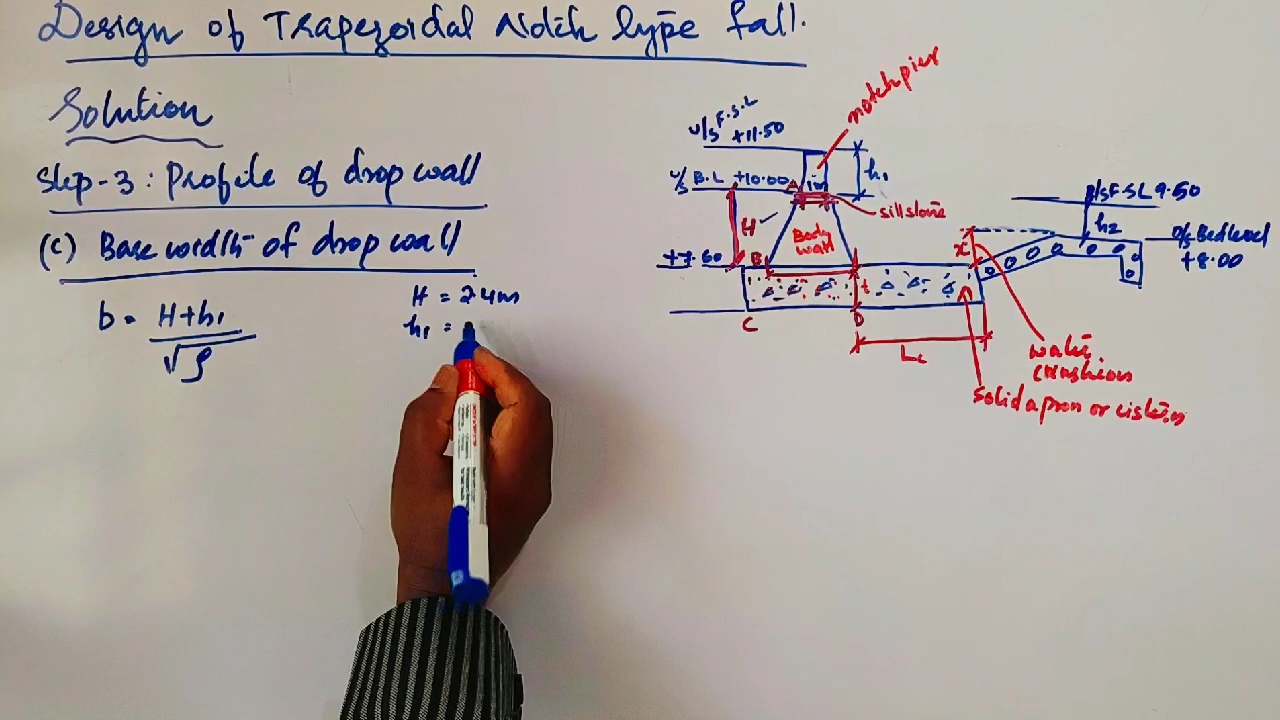 Design of Trapezoidal Notch type fall.
Solution
Step-3: Profile of drop wall
(C) Base width of drop wall
b = H+h₁
√ρ
H = 2.4m
h₁ =
notch pier
u/s F.S.L
+11.50
u/s B.L +10.00
A
1m
h₁
sill stone
H
Body wall
+7.60
B
C
D
t
Lc
x
D/S F.S.L 9.50
h₂
D/s Bed level
+8.00
water
solid apron or